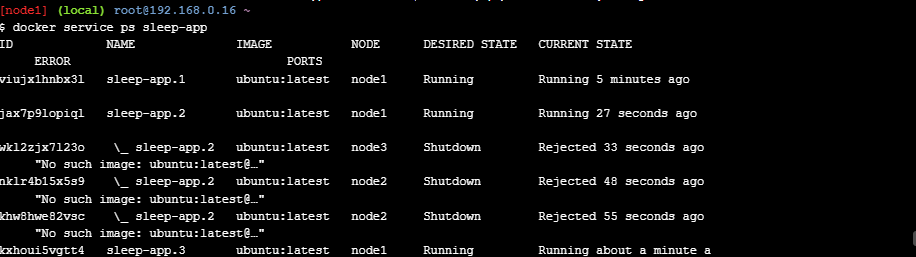 [node1] (local) root@192.168.0.16 ~
$ docker service ps sleep-app
ID NAME IMAGE NODE DESIRED STATE CURRENT STATE
ERROR PORTS
viujx1hnbx3l sleep-app.1 ubuntu:latest node1 Running Running 5 minutes ago
jax7p9lopiql sleep-app.2 ubuntu:latest node1 Running Running 27 seconds ago
wkl2zjx7l23o \_ sleep-app.2 ubuntu:latest node3 Shutdown Rejected 33 seconds ago
"No such image: ubuntu:latest@…"
nklr4b15x5s9 \_ sleep-app.2 ubuntu:latest node2 Shutdown Rejected 48 seconds ago
"No such image: ubuntu:latest@…"
khw8hwe82vsc \_ sleep-app.2 ubuntu:latest node2 Shutdown Rejected 55 seconds ago
"No such image: ubuntu:latest@…"
kxhoui5vgtt4 sleep-app.3 ubuntu:latest node1 Running Running about a minute a